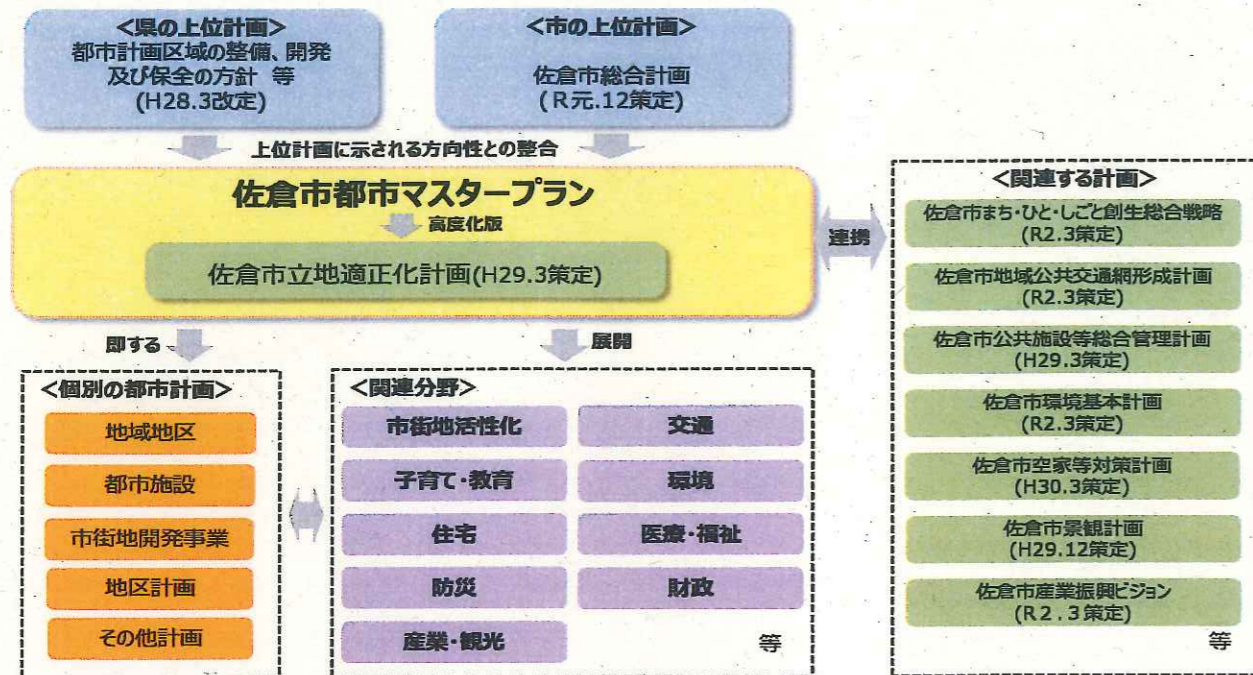 <県の上位計画>
都市計画区域の整備、開発
及び保全の方針 等
(H28.3改定)
<市の上位計画>
佐倉市総合計画
(R元.12策定)
上位計画に示される方向性との整合
佐倉市都市マスタープラン
高度化版
佐倉市立地適正化計画(H29.3策定)
連携
<関連する計画>
佐倉市まち・ひと・しごと創生総合戦略
(R2.3策定)
佐倉市地域公共交通網形成計画
(R2.3策定)
佐倉市公共施設等総合管理計画
(H29.3策定)
佐倉市環境基本計画
(R2.3策定)
佐倉市空家等対策計画
(H30.3策定)
佐倉市景観計画
(H29.12策定)
佐倉市産業振興ビジョン
(R2.3策定)
等
即する
展開
<個別の都市計画>
地域地区
都市施設
市街地開発事業
地区計画
その他計画
<関連分野>
市街地活性化
交通
子育て・教育
環境
住宅
医療・福祉
防災
財政
産業・観光
等